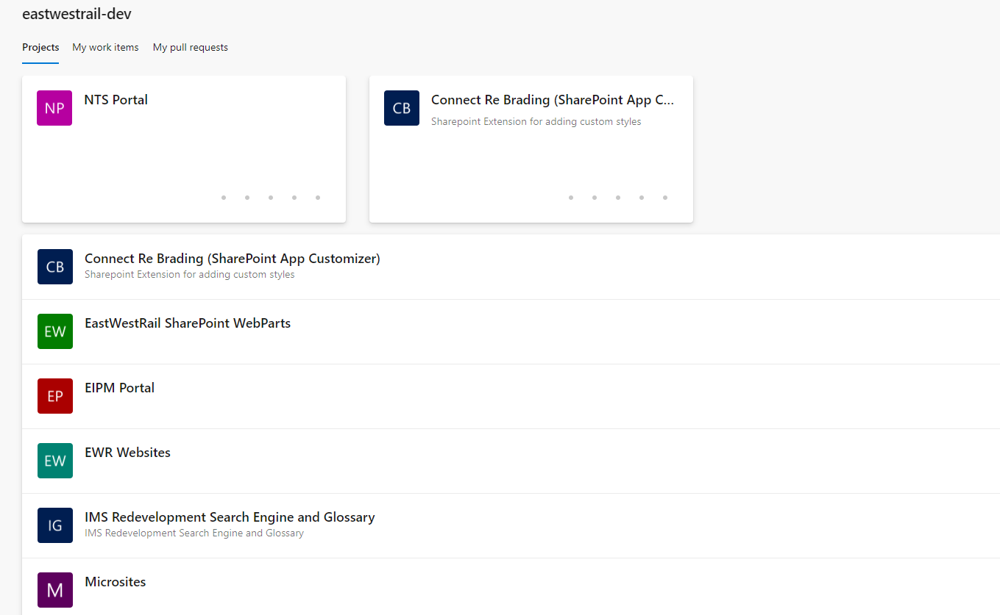 eastwestrail-dev
Projects My work items My pull requests
NP NTS Portal
CB Connect Re Brading (SharePoint App C...
Sharepoint Extension for adding custom styles
CB Connect Re Brading (SharePoint App Customizer)
Sharepoint Extension for adding custom styles
EW EastWestRail SharePoint WebParts
EP EIPM Portal
EW EWR Websites
IG IMS Redevelopment Search Engine and Glossary
IMS Redevelopment Search Engine and Glossary
M Microsites